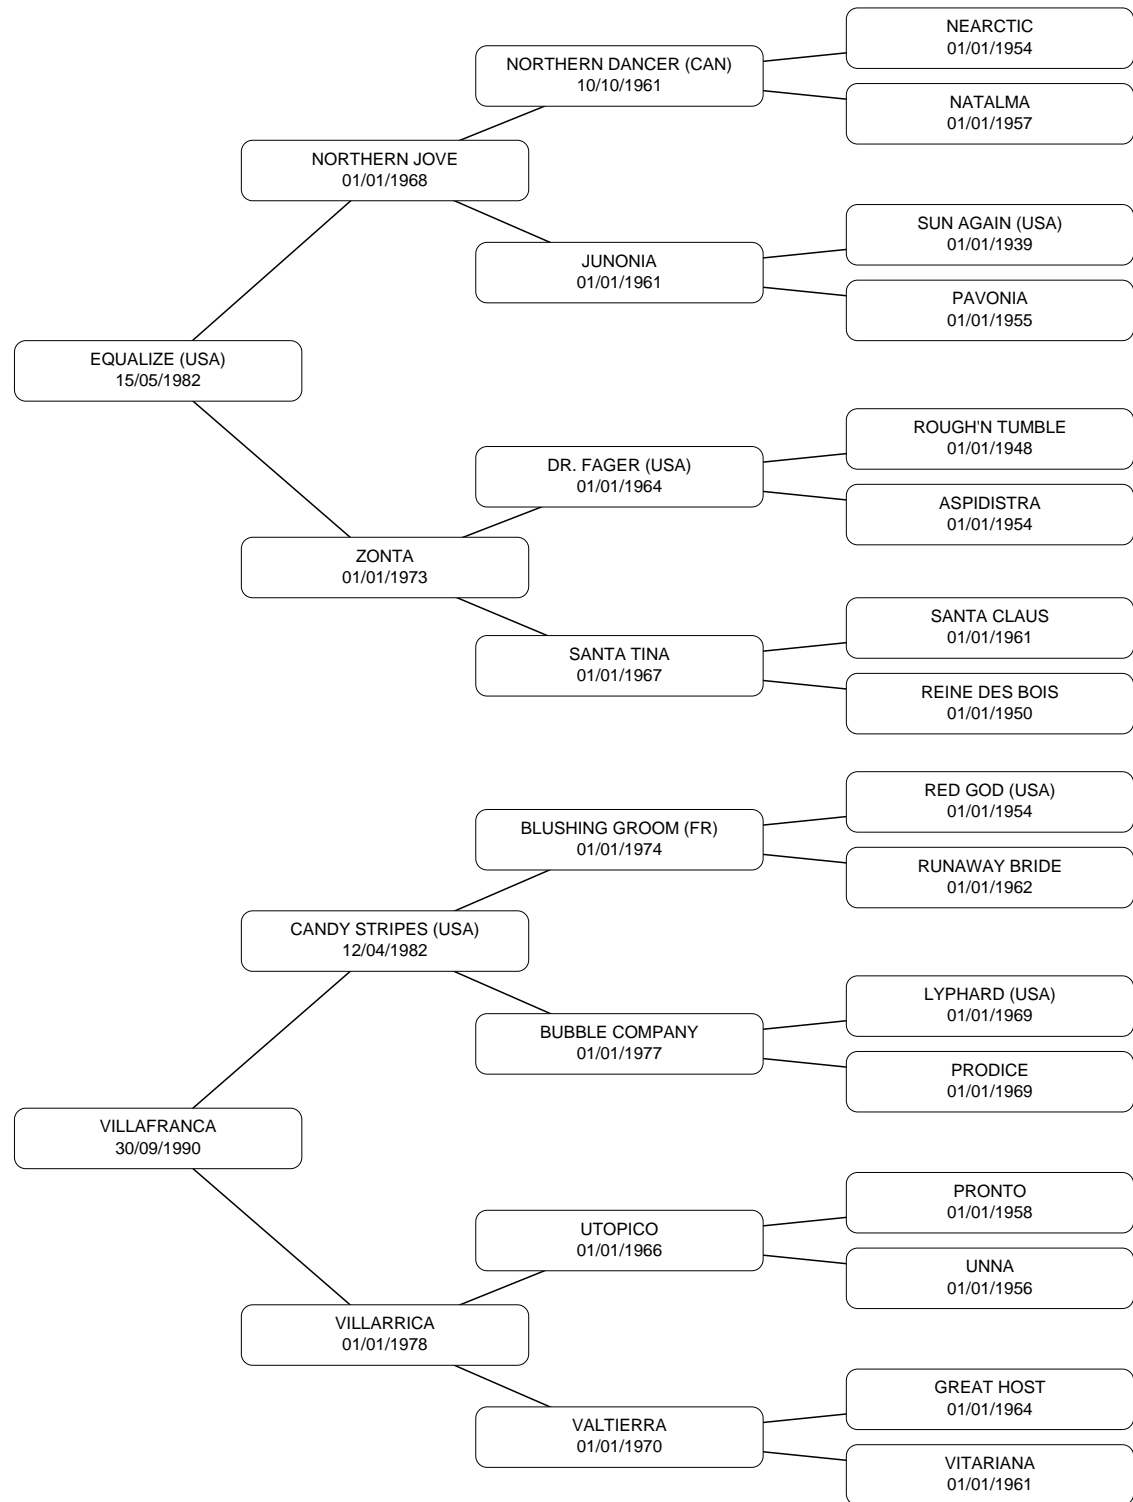 NEARCTIC
01/01/1954
NORTHERN DANCER (CAN)
10/10/1961
NATALMA
01/01/1957
NORTHERN JOVE
01/01/1968
SUN AGAIN (USA)
01/01/1939
JUNONIA
01/01/1961
PAVONIA
01/01/1955
EQUALIZE (USA)
15/05/1982
ROUGH'N TUMBLE
01/01/1948
DR. FAGER (USA)
01/01/1964
ASPIDISTRA
01/01/1954
ZONTA
01/01/1973
SANTA CLAUS
01/01/1961
SANTA TINA
01/01/1967
REINE DES BOIS
01/01/1950
RED GOD (USA)
01/01/1954
BLUSHING GROOM (FR)
01/01/1974
RUNAWAY BRIDE
01/01/1962
CANDY STRIPES (USA)
12/04/1982
LYPHARD (USA)
01/01/1969
BUBBLE COMPANY
01/01/1977
PRODICE
01/01/1969
VILLAFRANCA
30/09/1990
PRONTO
01/01/1958
UTOPICO
01/01/1966
UNNA
01/01/1956
VILLARRICA
01/01/1978
GREAT HOST
01/01/1964
VALTIERRA
01/01/1970
VITARIANA
01/01/1961